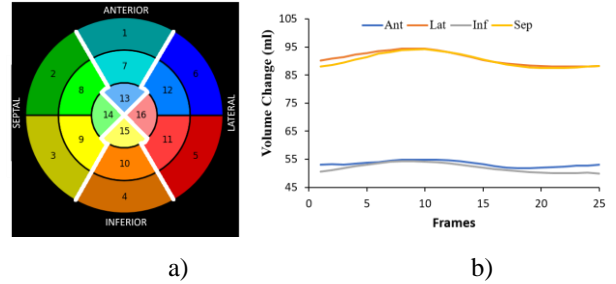 ANTERIOR
1
2
7
6
8
13
12
SEPTAL
14
16
LATERAL
9
15
11
3
10
5
4
INFERIOR
a)
Ant Lat Inf Sep
Volume Change (ml)
105
95
85
75
65
55
45
0 5 10 15 20 25
Frames
b)